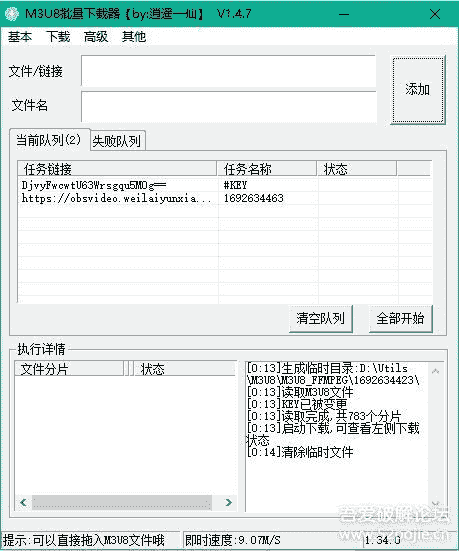 M3U8批量下载器【by:逍遥一仙】 V1.4.7
基本 下载 高级 其他
文件/链接
添加
文件名
当前队列(2) 失败队列
任务链接 任务名称 状态
DjvyFwcwtU63Wrsgqu5MOg== #KEY
https://obsvideo.weilaiyunxia... 1692634463
清空队列 全部开始
执行详情
文件分片 状态
[0:13]生成临时目录:D:\Utils
\M3U8\M3U8_FFMPEG\1692634423\
[0:13]读取M3U8文件
[0:13]KEY已被变更
[0:13]读取完成,共783个分片
[0:13]启动下载,可查看左侧下载
状态
[0:14]清除临时文件
吾爱破解论坛
www.52pojie.cn
提示:可以直接拖入M3U8文件哦 即时速度:9.07M/S 1.34.0